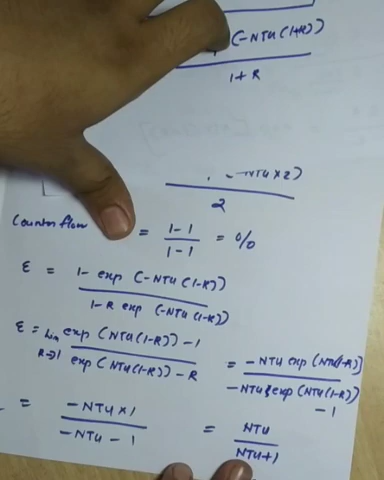 (-NTU(1+R))
1+R
-NTU×2)
2
Counter flow = 1-1 / 1-1 = 0/0
ε = 1- exp (-NTU(1-R)) / 1-R exp (-NTU(1-R))
ε = lim R→1 exp(NTU(1-R)) -1 / exp(NTU(1-R)) -R = -NTU exp(NTU(1-R)) / -NTU exp(NTU(1-R)) -1
= -NTU×1 / -NTU-1 = NTU / NTU+1